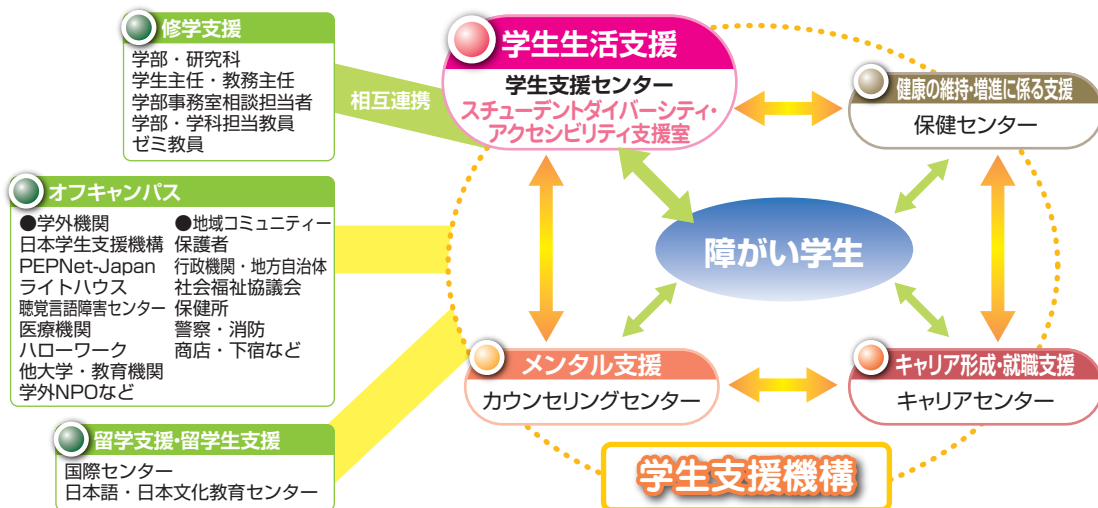 修学支援
学部・研究科
学生主任・教務主任
学部事務室相談担当者
学部・学科担当教員
ゼミ教員
相互連携
学生生活支援
学生支援センター
スチューデントダイバーシティ・
アクセシビリティ支援室
健康の維持・増進に係る支援
保健センター
オフキャンパス
●学外機関
日本学生支援機構
PEPNet-Japan
ライトハウス
聴覚言語障害センター
医療機関
ハローワーク
他大学・教育機関
学外NPOなど
●地域コミュニティー
保護者
行政機関・地方自治体
社会福祉協議会
保健所
警察・消防
商店・下宿など
障がい学生
メンタル支援
カウンセリングセンター
キャリア形成・就職支援
キャリアセンター
留学支援・留学生支援
国際センター
日本語・日本文化教育センター
学生支援機構